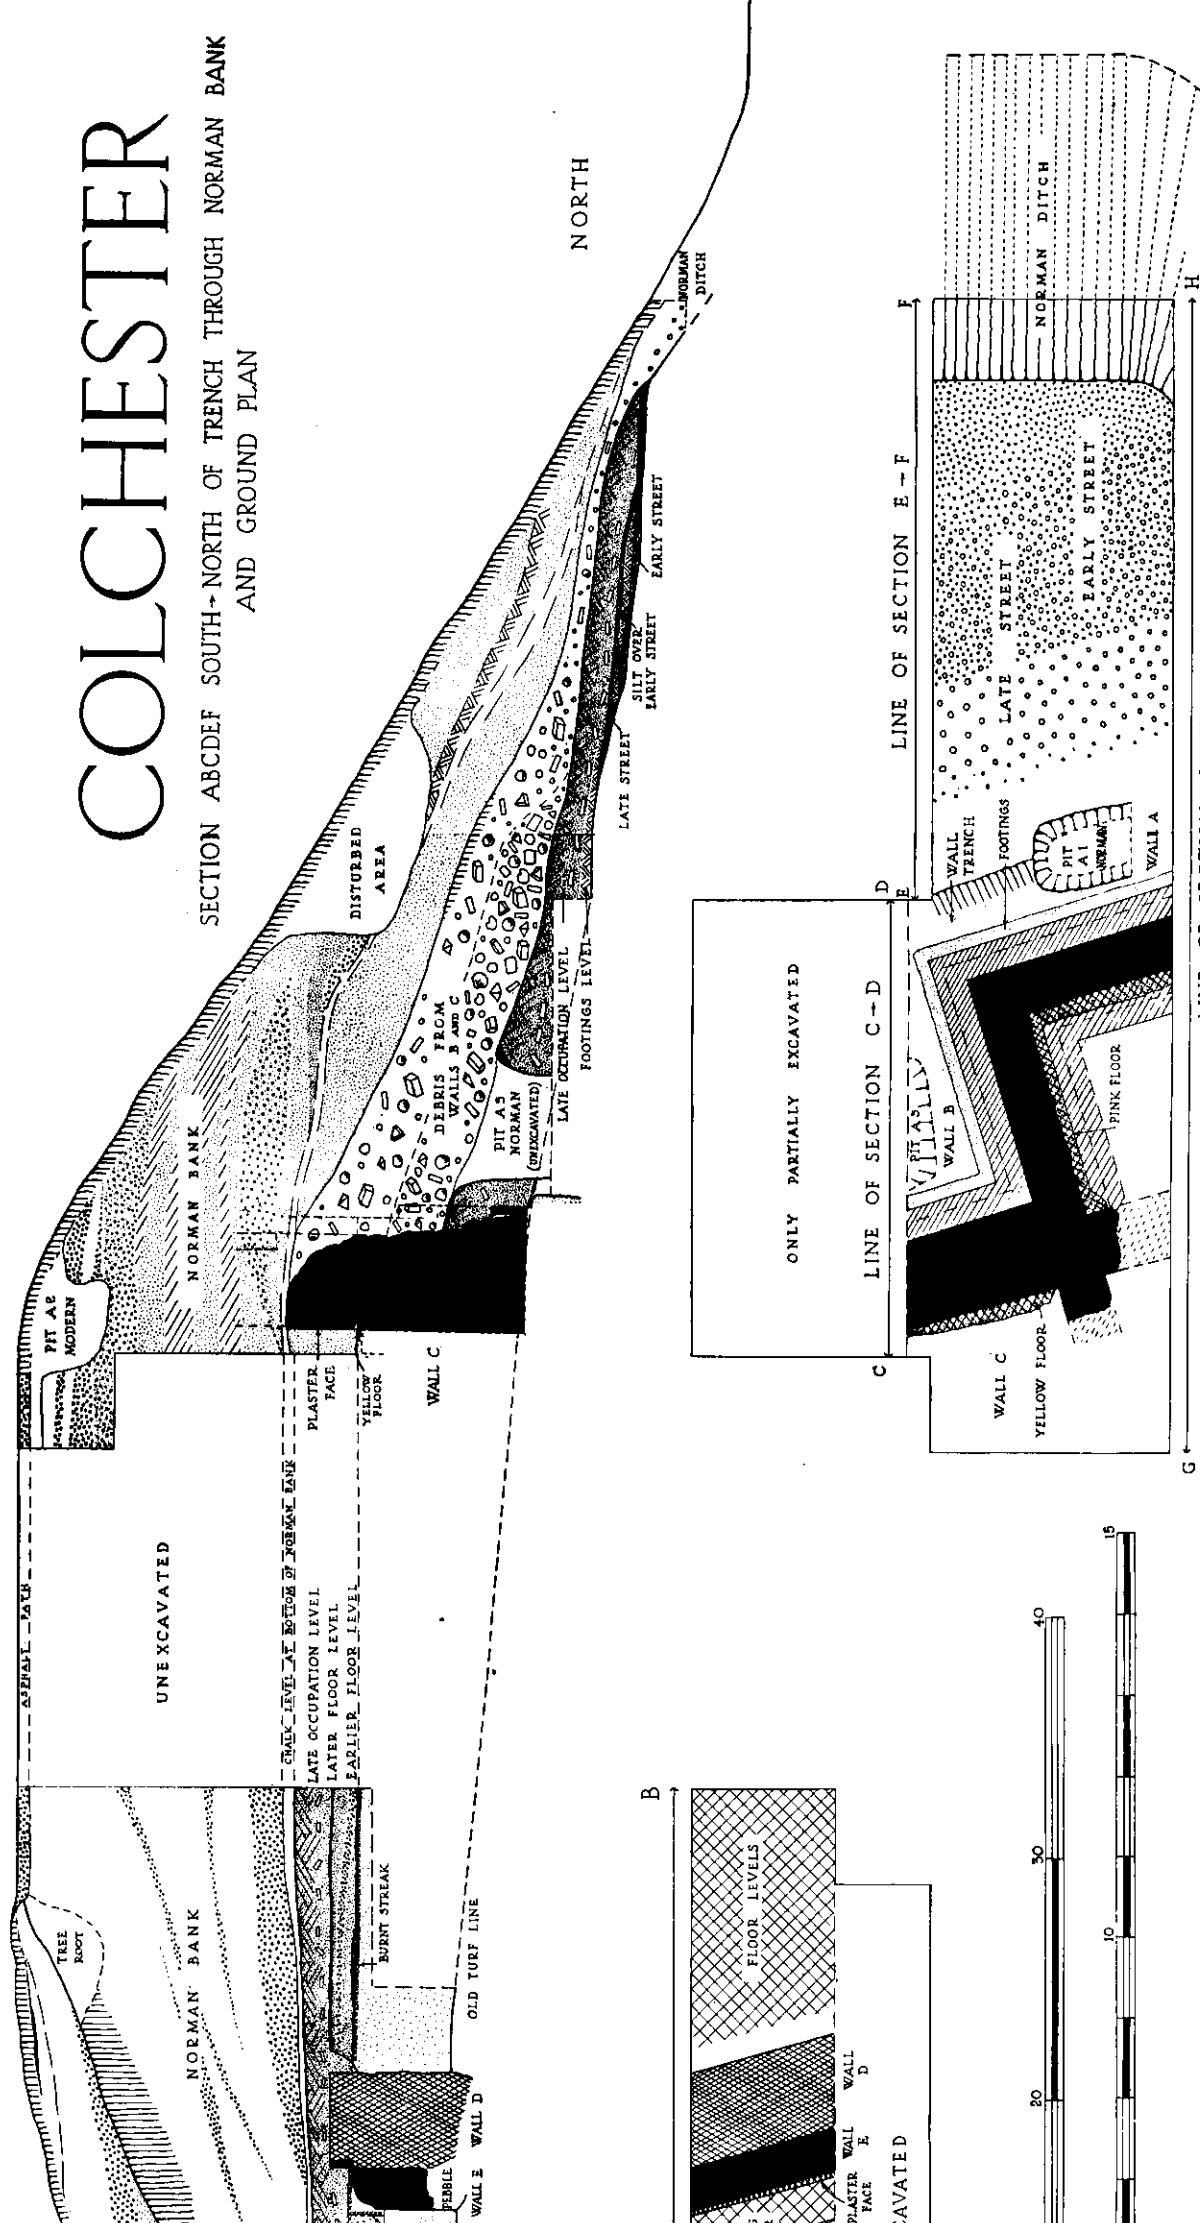 COLCHESTER
SECTION ABCDEF SOUTH→NORTH OF TRENCH THROUGH NORMAN BANK
AND GROUND PLAN
NORTH
ASPHALT PATH
TREE
ROOT
UNEXCAVATED
PIT A2
MODERN
NORMAN BANK
NORMAN BANK
DISTURBED
AREA
CHALK LEVEL AT BOTTOM OF NORMAN BANK
LATE OCCUPATION LEVEL
LATER FLOOR LEVEL
EARLIER FLOOR LEVEL
PLASTER
FACE
YELLOW
FLOOR
WALL C
DEBRIS FROM
WALLS B AND C
PIT A5
NORMAN
(UNEXCAVATED)
LATE OCCUPATION LEVEL
FOOTINGS LEVEL
LATE STREET
SILT OVER
EARLY STREET
EARLY STREET
NORMAN
DITCH
BURNT STREAK
OLD TURF LINE
PEBBLE
WALL E
WALL D
B
FLOOR LEVELS
WALL
D
WALL
E
PLASTER
FACE
CAVATED
ONLY PARTIALLY EXCAVATED
LINE OF SECTION C→D
C
D
E
LINE OF SECTION E→F
F
PIT A5
WALL B
WALL
TRENCH
FOOTINGS
PIT
A1
NORMAN
WALL A
LATE STREET
EARLY STREET
NORMAN DITCH
PINK FLOOR
WALL C
YELLOW FLOOR
G
H
20
30
40
10
15